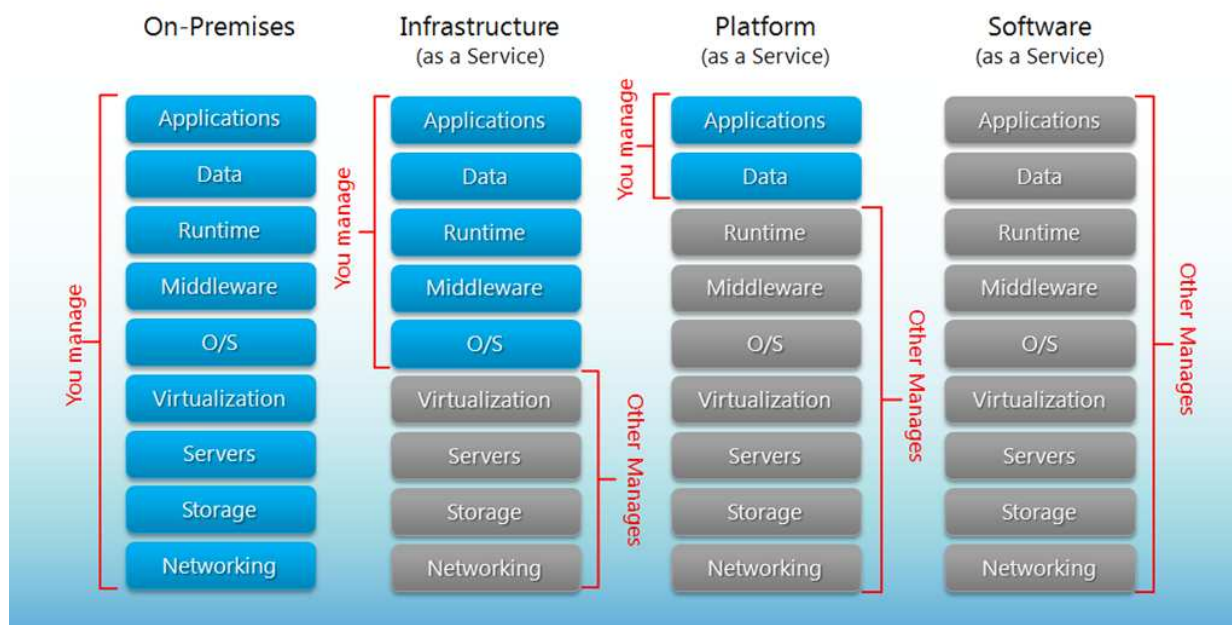 On-Premises
You manage
Applications
Data
Runtime
Middleware
O/S
Virtualization
Servers
Storage
Networking
Infrastructure
(as a Service)
You manage
Applications
Data
Runtime
Middleware
O/S
Virtualization
Servers
Storage
Networking
Other Manages
Platform
(as a Service)
You manage
Applications
Data
Runtime
Middleware
O/S
Virtualization
Servers
Storage
Networking
Other Manages
Software
(as a Service)
Applications
Data
Runtime
Middleware
O/S
Virtualization
Servers
Storage
Networking
Other Manages